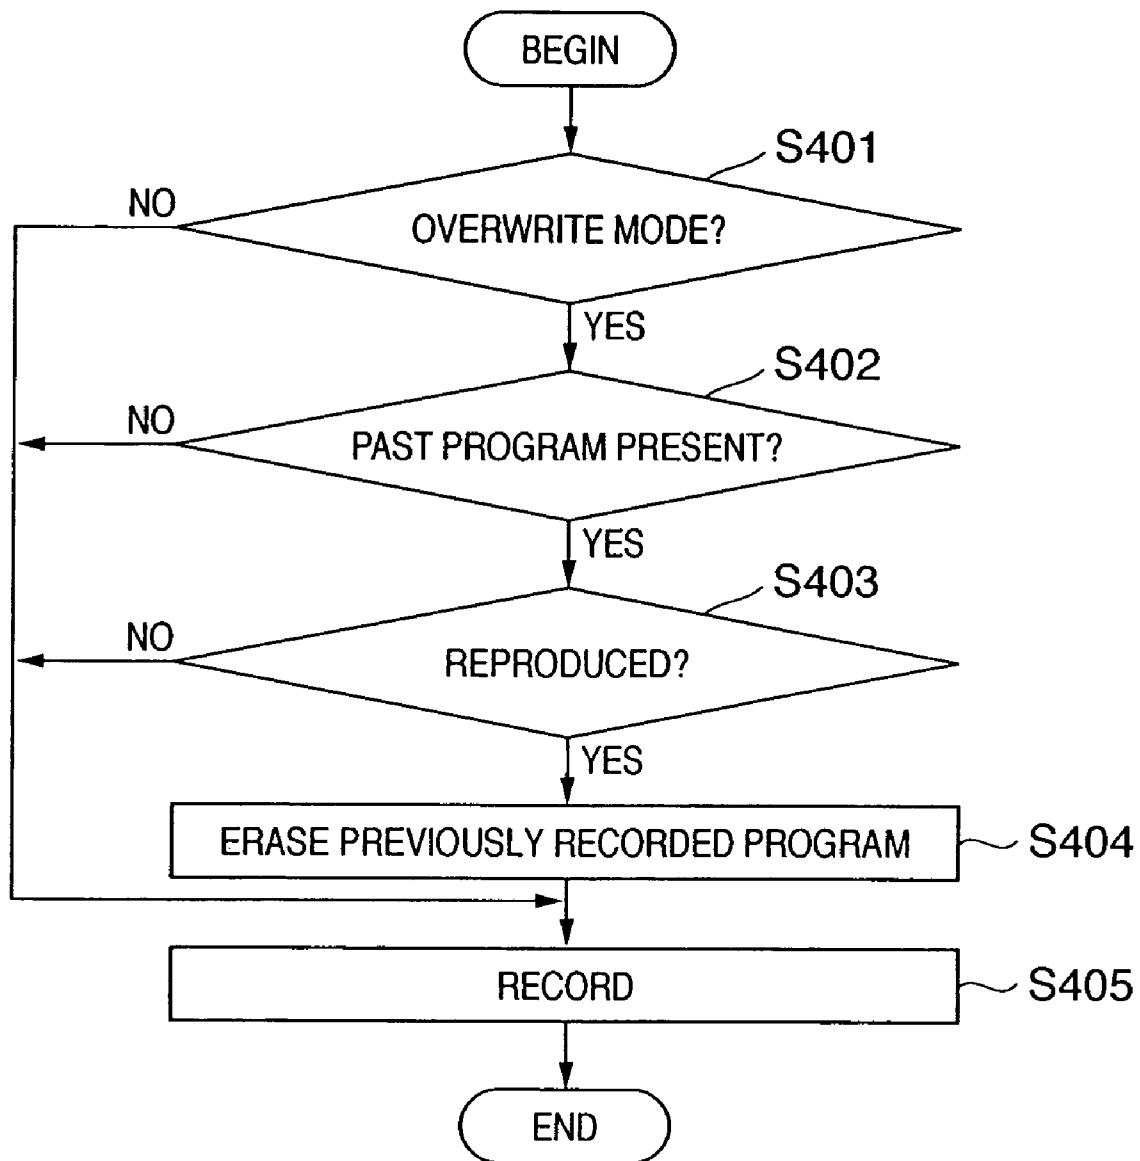 BEGIN
S401
NO
OVERWRITE MODE?
YES
S402
NO
PAST PROGRAM PRESENT?
YES
S403
NO
REPRODUCED?
YES
ERASE PREVIOUSLY RECORDED PROGRAM
S404
RECORD
S405
END